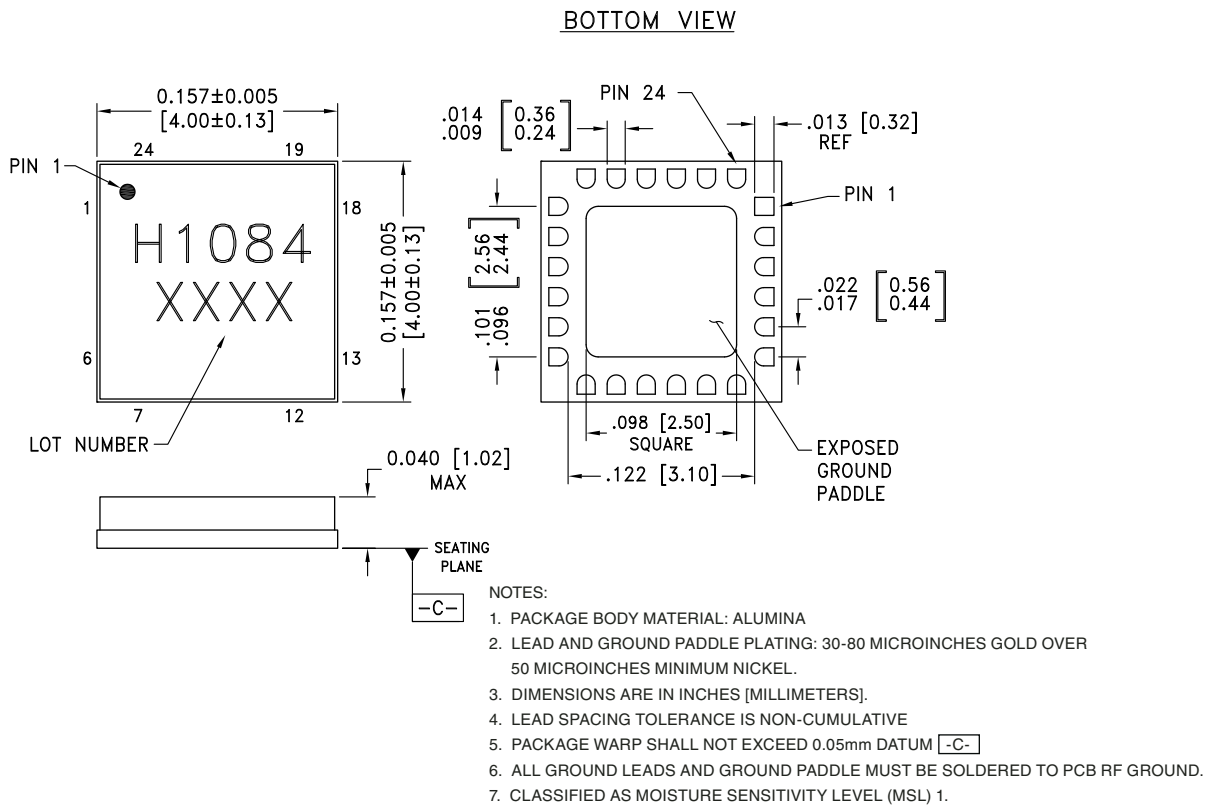 BOTTOM VIEW
0.157±0.005
[4.00±0.13]
24
19
PIN 1
1
18
H1084
XXXX
0.157±0.005
[4.00±0.13]
6
13
7
12
LOT NUMBER
.014 [0.36]
.009 [0.24]
PIN 24
.013 [0.32]
REF
PIN 1
[2.56]
[2.44]
.101
.096
.022 [0.56]
.017 [0.44]
.098 [2.50]
SQUARE
.122 [3.10]
EXPOSED
GROUND
PADDLE
0.040 [1.02]
MAX
SEATING
PLANE
-C-
NOTES:
1. PACKAGE BODY MATERIAL: ALUMINA
2. LEAD AND GROUND PADDLE PLATING: 30-80 MICROINCHES GOLD OVER
50 MICROINCHES MINIMUM NICKEL.
3. DIMENSIONS ARE IN INCHES [MILLIMETERS].
4. LEAD SPACING TOLERANCE IS NON-CUMULATIVE
5. PACKAGE WARP SHALL NOT EXCEED 0.05mm DATUM -C-
6. ALL GROUND LEADS AND GROUND PADDLE MUST BE SOLDERED TO PCB RF GROUND.
7. CLASSIFIED AS MOISTURE SENSITIVITY LEVEL (MSL) 1.